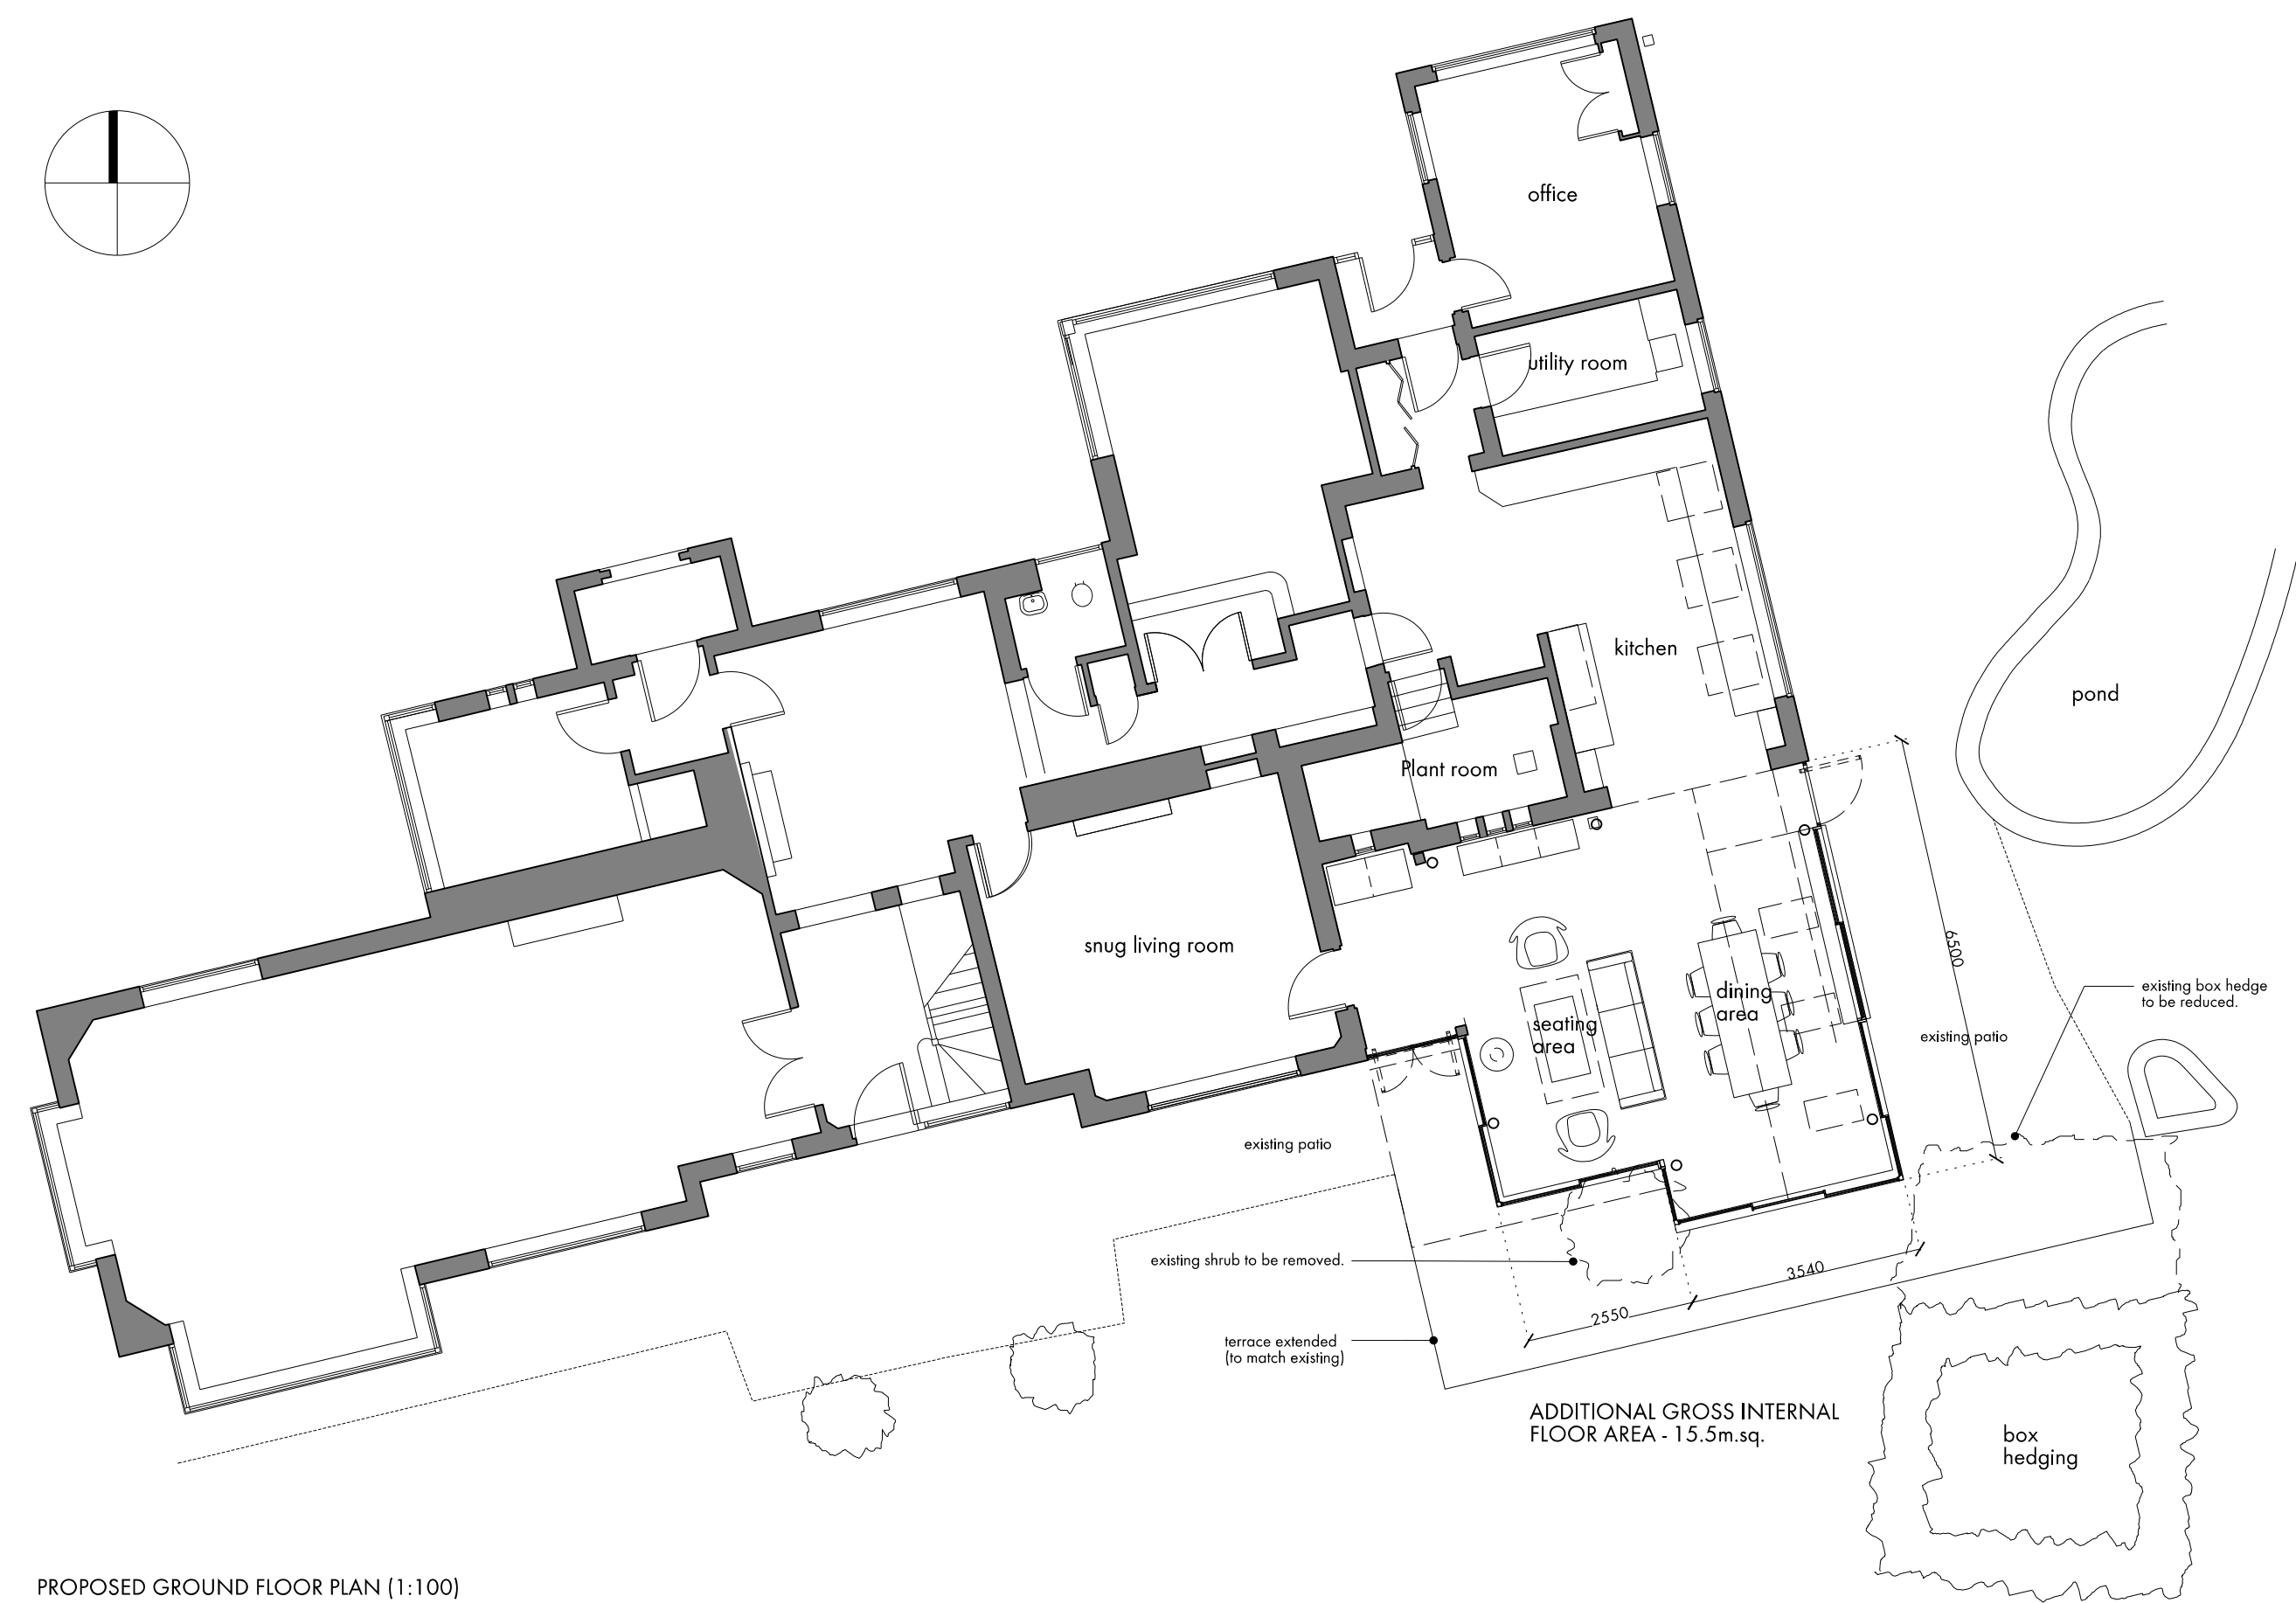 office
utility room
kitchen
pond
Plant room
snug living room
seating
area
dining
area
6500
existing box hedge
to be reduced.
existing patio
existing patio
existing shrub to be removed.
3540
2550
terrace extended
(to match existing)
ADDITIONAL GROSS INTERNAL
FLOOR AREA - 15.5m.sq.
box
hedging
PROPOSED GROUND FLOOR PLAN (1:100)